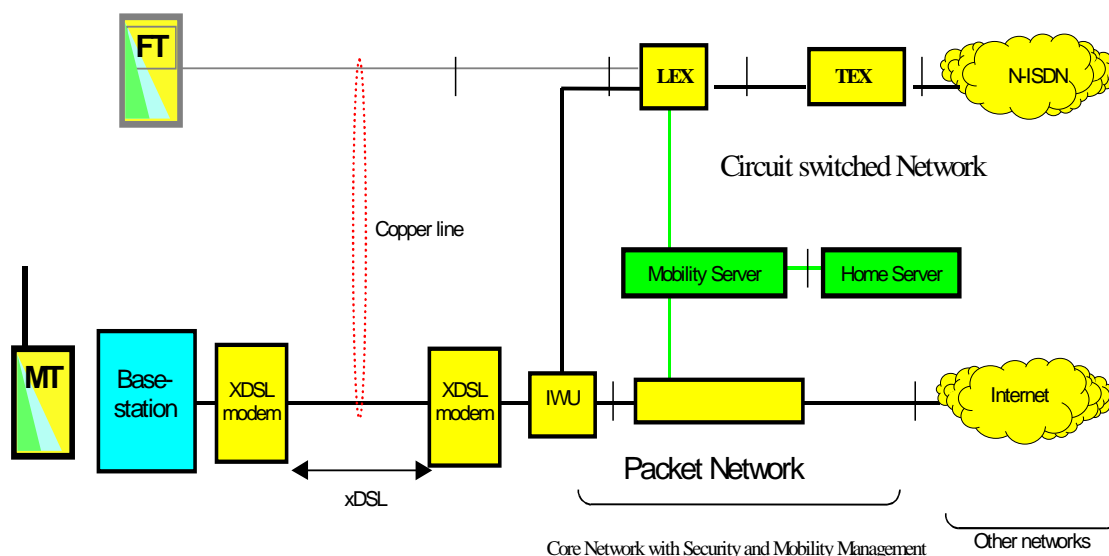 FT
LEX
TEX
N-ISDN
Circuit switched Network
Copper line
Mobility Server
Home Server
MT
Base-
station
XDSL
modem
XDSL
modem
IWU
Internet
Packet Network
xDSL
Core Network with Security and Mobility Management
Other networks